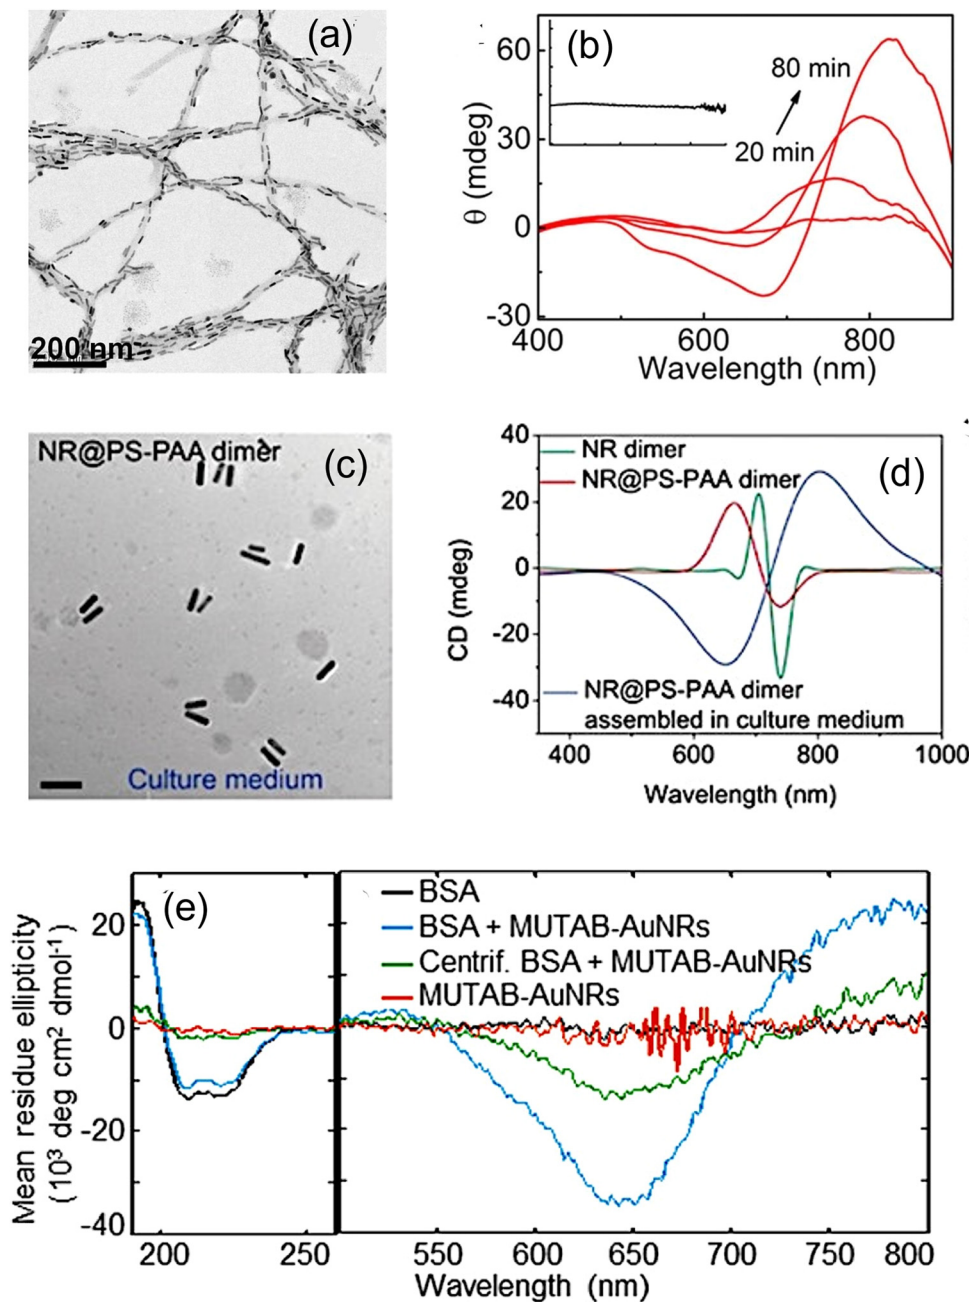 (a)
200 nm
(b)
60
30
0
-30
θ (mdeg)
80 min
20 min
400
600
800
Wavelength (nm)
NR@PS-PAA dimer
(c)
Culture medium
40
20
0
-20
-40
CD (mdeg)
NR dimer
NR@PS-PAA dimer
(d)
NR@PS-PAA dimer
assembled in culture medium
400
600
800
1000
Wavelength (nm)
(e)
20
0
-20
-40
Mean residue ellipticity
(10³ deg cm² dmol⁻¹)
BSA
BSA + MUTAB-AuNRs
Centrif. BSA + MUTAB-AuNRs
MUTAB-AuNRs
200
250
550
600
650
700
750
800
Wavelength (nm)